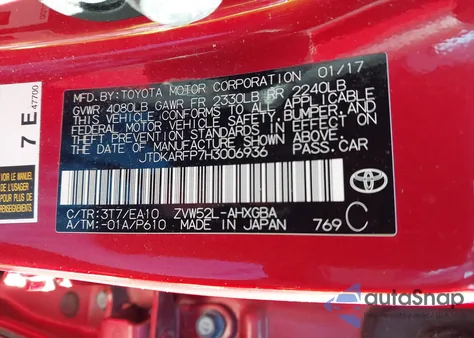 MFD. BY: TOYOTA MOTOR CORPORATION 01/17
GVWR 4080LB GAWR FR 2330LB RR 2240LB
THIS VEHICLE CONFORMS TO ALL APPLICABLE
FEDERAL MOTOR VEHICLE SAFETY, BUMPER, AND
THEFT PREVENTION STANDARDS IN EFFECT ON
THE DATE OF MANUFACTURE SHOWN ABOVE.
JTDKARFP7H3006936 PASS.CAR
C/TR: 3T7/EA10 ZVW52L-AHXGBA
A/TM: -01A/P610 MADE IN JAPAN 769 C
7 E 47700
autoSnap